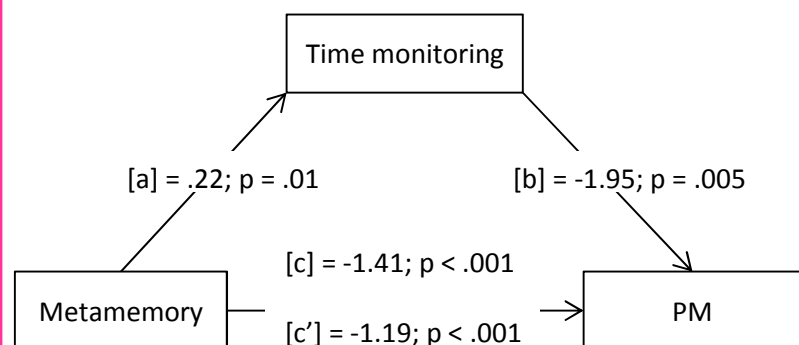 Time monitoring
[a] = .22; p = .01
[b] = -1.95; p = .005
[c] = -1.41; p < .001
Metamemory
PM
[c’] = -1.19; p < .001